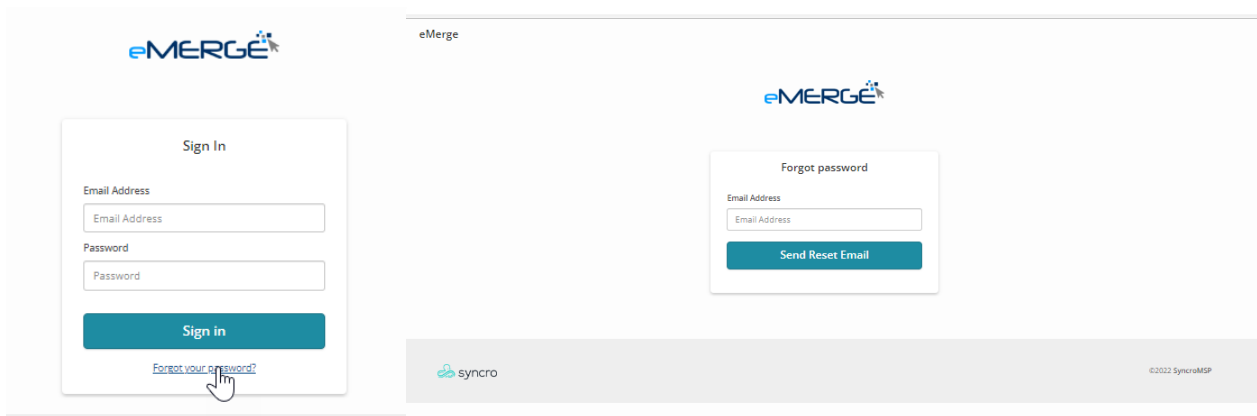 eMERGE
Sign In
Email Address
Email Address
Password
Password
Sign in
Forgot your password?
eMerge
eMERGE
Forgot password
Email Address
Email Address
Send Reset Email
syncro
©2022 SyncroMSP